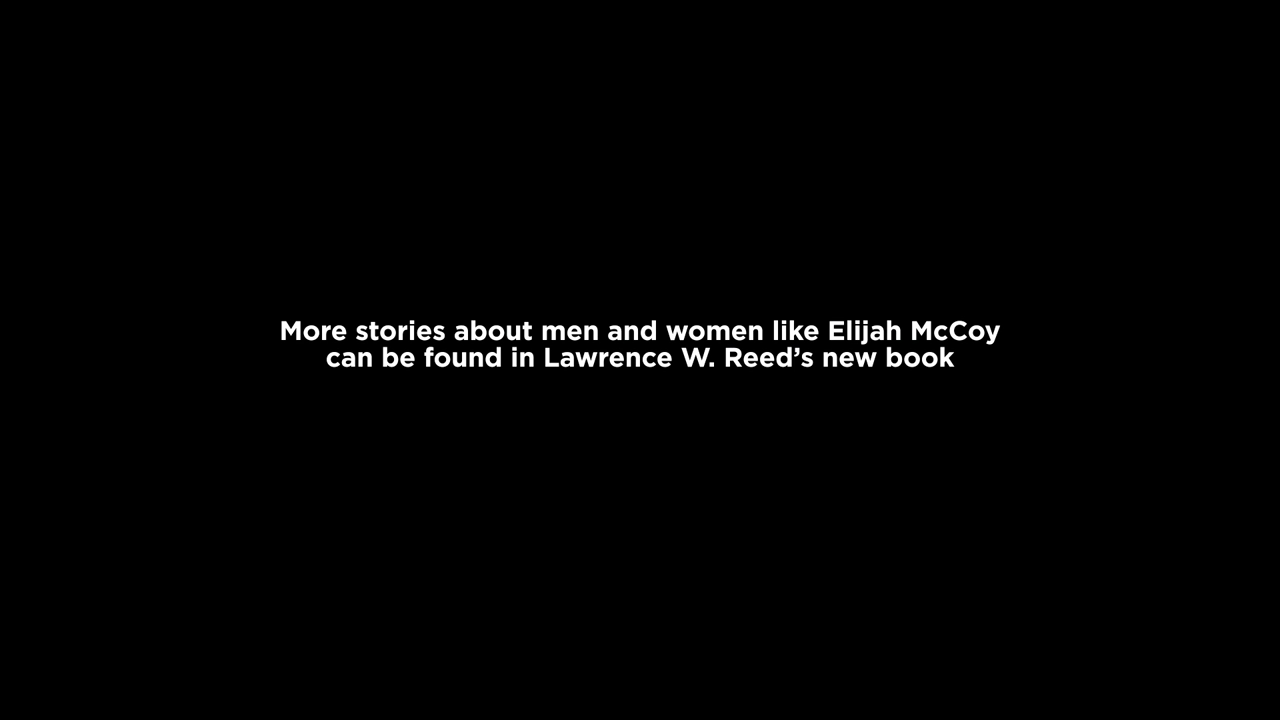 More stories about men and women like Elijah McCoy
can be found in Lawrence W. Reed’s new book